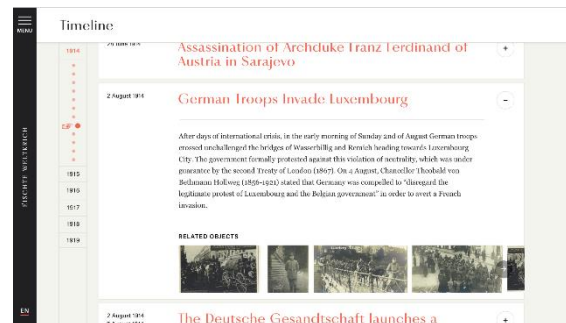 MENU
Timeline
1914
Assassination of Archduke Franz Ferdinand of
Austria in Sarajevo
+
2 August 1914
German Troops Invade Luxembourg
-
After days of international crisis, in the early morning of Sunday 2nd of August German troops
crossed unchallenged the bridges of Wasserbillig and Remich heading towards Luxembourg
City. The government formally protested against this violation of neutrality, which was under
guarantee by the second Treaty of London (1867). On 4 August, Chancellor Theobald von
Bethmann Hollweg (1856-1921) stated that Germany was compelled to "disregard the
legitimate protest of Luxembourg and the Belgian government" in order to avert a French
invasion.
RELATED OBJECTS
1915
1916
1917
1918
1919
ÉISCHTE WELTKRICH
EN
2 August 1914
The Deutsche Gesandtschaft launches a
+